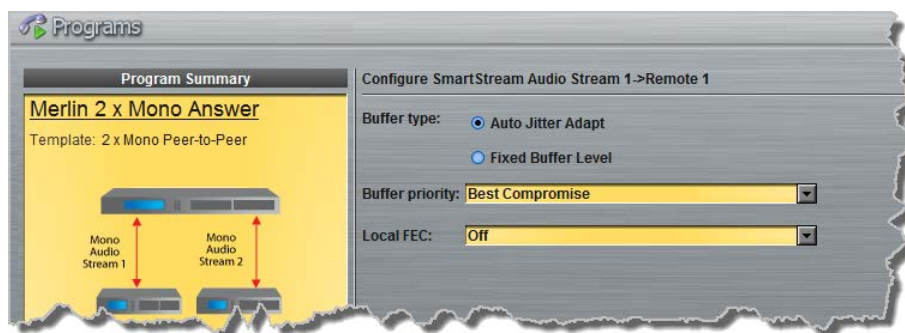 Programs
Program Summary
Merlin 2 x Mono Answer
Template: 2 x Mono Peer-to-Peer
Mono
Audio
Stream 1
Mono
Audio
Stream 2
Configure SmartStream Audio Stream 1->Remote 1
Buffer type:
Auto Jitter Adapt
Fixed Buffer Level
Buffer priority: Best Compromise
Local FEC: Off